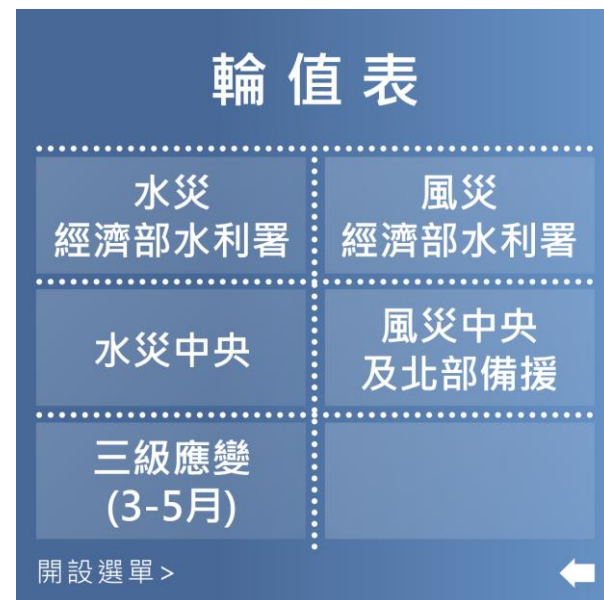 輪值表
水災
經濟部水利署
風災
經濟部水利署
水災中央
風災中央
及北部備援
三級應變
(3-5月)
開設選單>